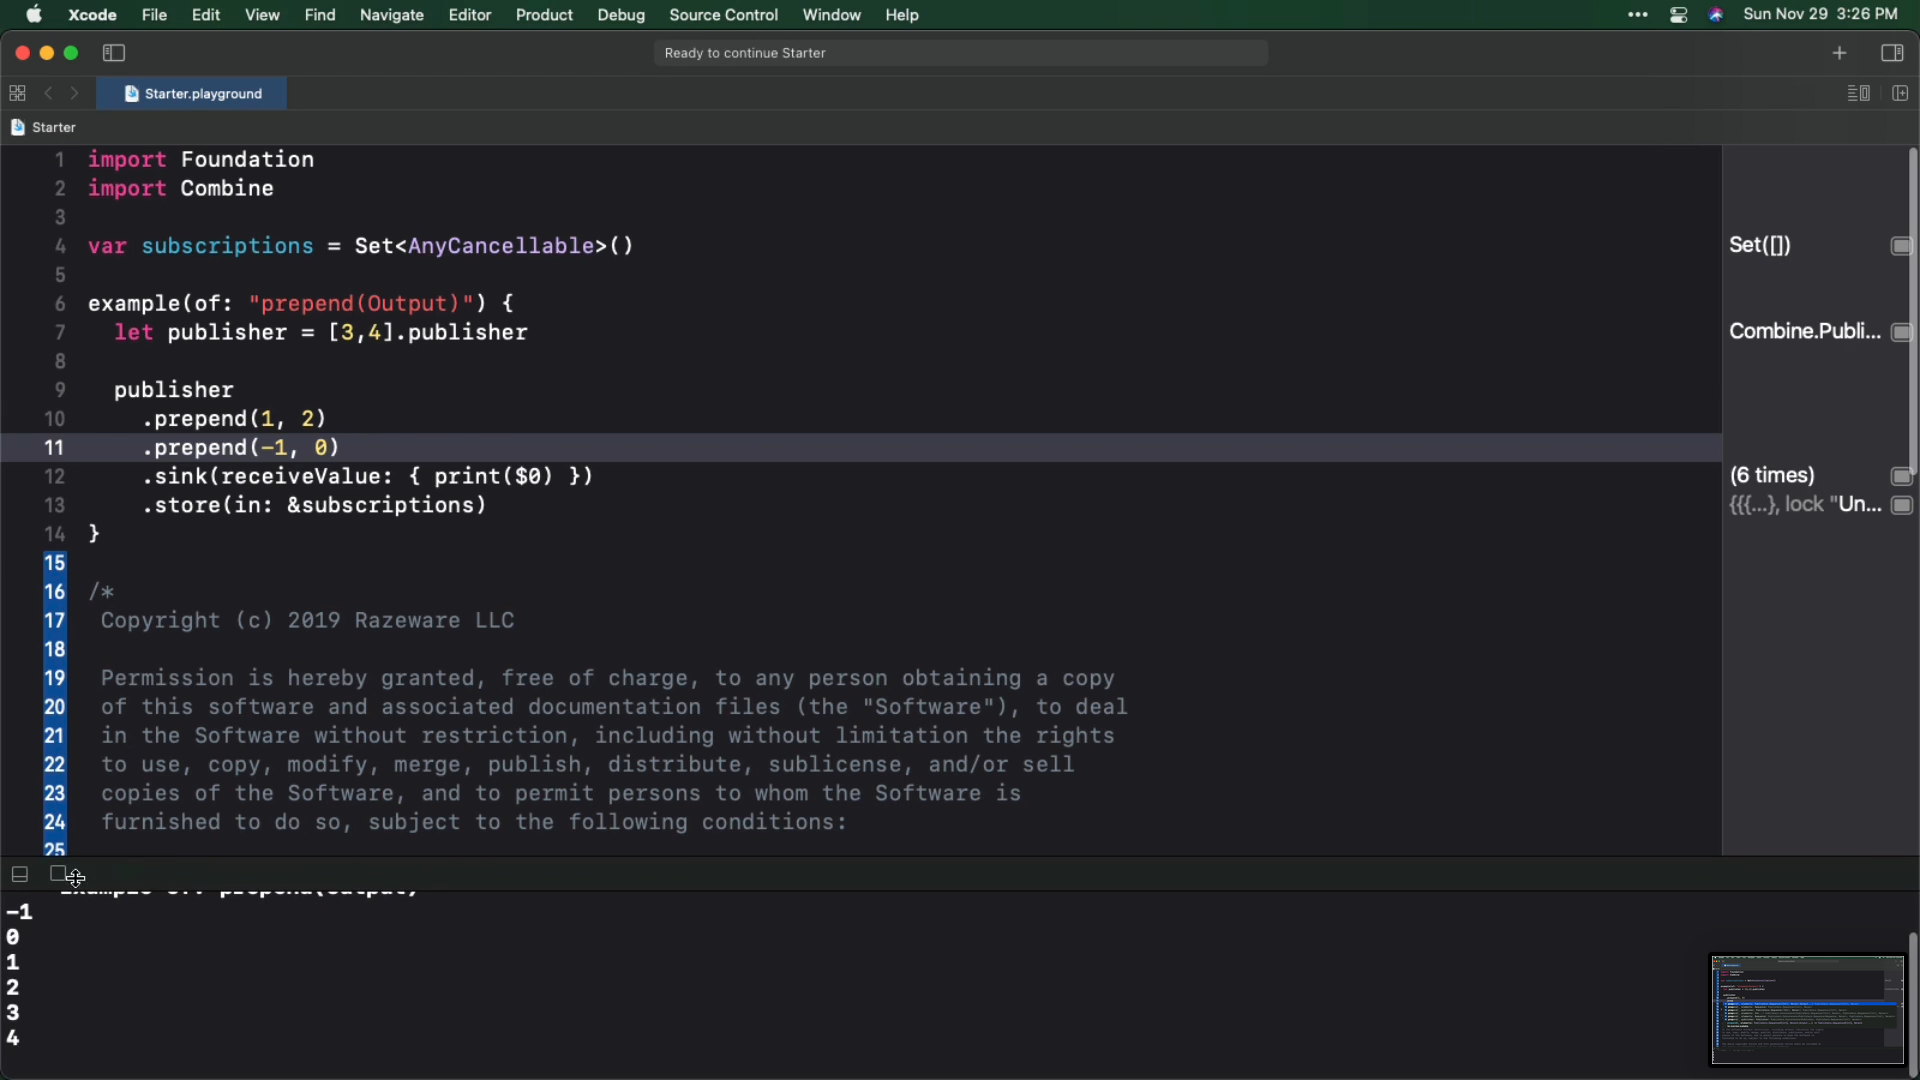 Xcode File Edit View Find Navigate Editor Product Debug Source Control Window Help ••• Sun Nov 29 3:26 PM
Ready to continue Starter
Starter.playground
Starter
1 import Foundation
2 import Combine
3
4 var subscriptions = Set<AnyCancellable>() Set([])
5
6 example(of: "prepend(Output)") {
7 let publisher = [3,4].publisher Combine.Publi...
8
9 publisher
10 .prepend(1, 2)
11 .prepend(-1, 0)
12 .sink(receiveValue: { print($0) }) (6 times)
13 .store(in: &subscriptions) {{{...}, lock "Un...
14 }
15
16 /*
17 Copyright (c) 2019 Razeware LLC
18
19 Permission is hereby granted, free of charge, to any person obtaining a copy
20 of this software and associated documentation files (the "Software"), to deal
21 in the Software without restriction, including without limitation the rights
22 to use, copy, modify, merge, publish, distribute, sublicense, and/or sell
23 copies of the Software, and to permit persons to whom the Software is
24 furnished to do so, subject to the following conditions:
25
Example of: prepend(Output)
-1
0
1
2
3
4